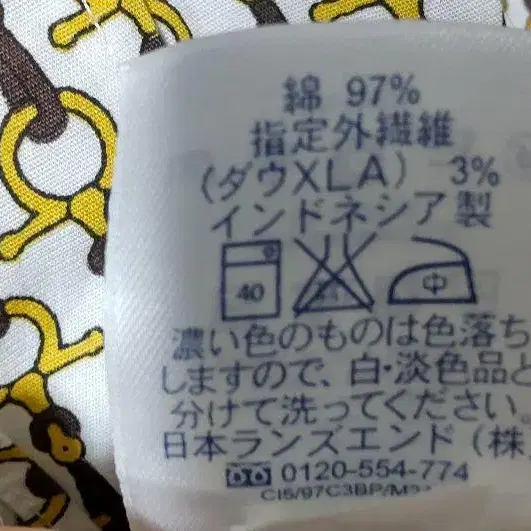 綿 97%
指定外繊維
(ダウXLA) 3%
インドネシア製
40 中
濃い色のものは色落ち
しますので、白・淡色品と
分けて洗ってください。
日本ランズエンド(株)
0120-554-774